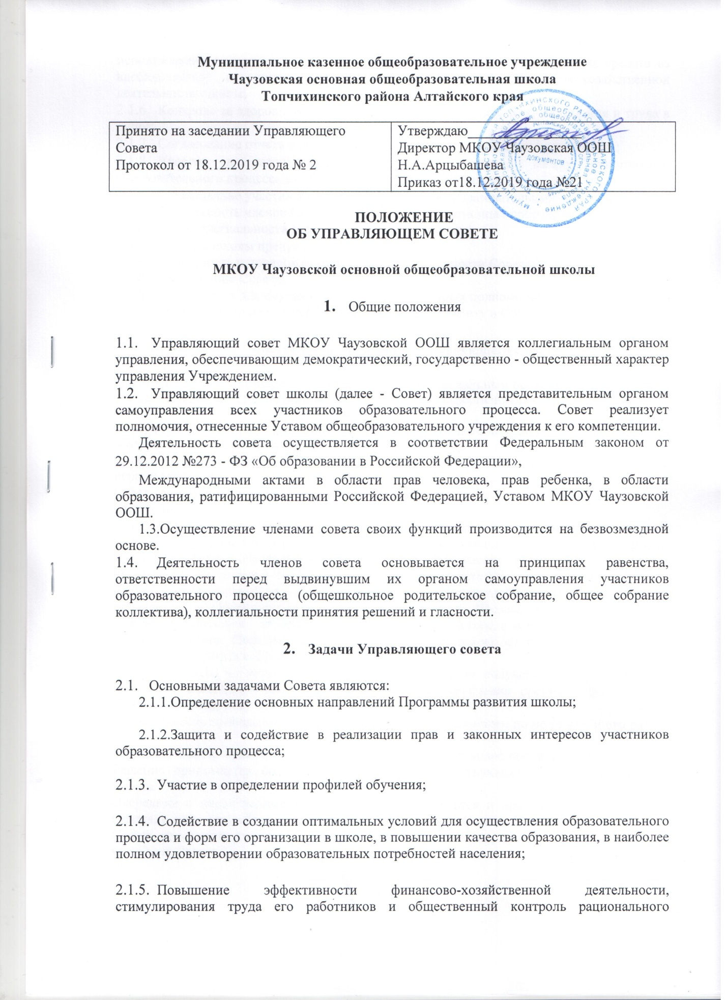 Муниципальное казенное общеобразовательное учреждение
Чаузовская основная общеобразовательная школа
Топчихинского района Алтайского края
Принято на заседании Управляющего
Совета
Протокол от 18.12.2019 года № 2
Утверждаю________________
Директор МКОУ Чаузовская ООШ
Н.А.Арцыбашева
Приказ от18.12.2019 года №21
документов
ПОЛОЖЕНИЕ
ОБ УПРАВЛЯЮЩЕМ СОВЕТЕ
МКОУ Чаузовской основной общеобразовательной школы
1. Общие положения
1.1. Управляющий совет МКОУ Чаузовской ООШ является коллегиальным органом
управления, обеспечивающим демократический, государственно - общественный характер
управления Учреждением.
1.2. Управляющий совет школы (далее - Совет) является представительным органом
самоуправления всех участников образовательного процесса. Совет реализует
полномочия, отнесенные Уставом общеобразовательного учреждения к его компетенции.
Деятельность совета осуществляется в соответствии Федеральным законом от
29.12.2012 №273 - ФЗ «Об образовании в Российской Федерации»,
Международными актами в области прав человека, прав ребенка, в области
образования, ратифицированными Российской Федерацией, Уставом МКОУ Чаузовской
ООШ.
1.3.Осуществление членами совета своих функций производится на безвозмездной
основе.
1.4. Деятельность членов совета основывается на принципах равенства,
ответственности перед выдвинувшим их органом самоуправления участников
образовательного процесса (общешкольное родительское собрание, общее собрание
коллектива), коллегиальности принятия решений и гласности.
2. Задачи Управляющего совета
2.1. Основными задачами Совета являются:
2.1.1.Определение основных направлений Программы развития школы;
2.1.2.Защита и содействие в реализации прав и законных интересов участников
образовательного процесса;
2.1.3. Участие в определении профилей обучения;
2.1.4. Содействие в создании оптимальных условий для осуществления образовательного
процесса и форм его организации в школе, в повышении качества образования, в наиболее
полном удовлетворении образовательных потребностей населения;
2.1.5. Повышение эффективности финансово-хозяйственной деятельности,
стимулирования труда его работников и общественный контроль рационального